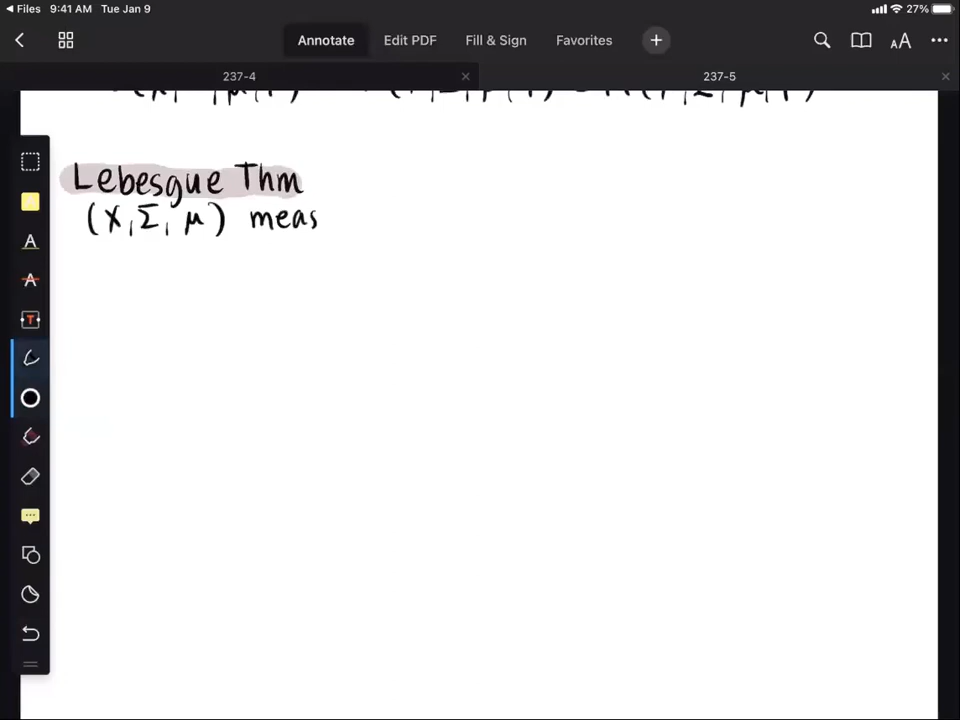 Files 9:41 AM Tue Jan 9 27%
Annotate Edit PDF Fill & Sign Favorites
237-4 237-5
Lebesgue Thm
(X, Σ, μ) meas